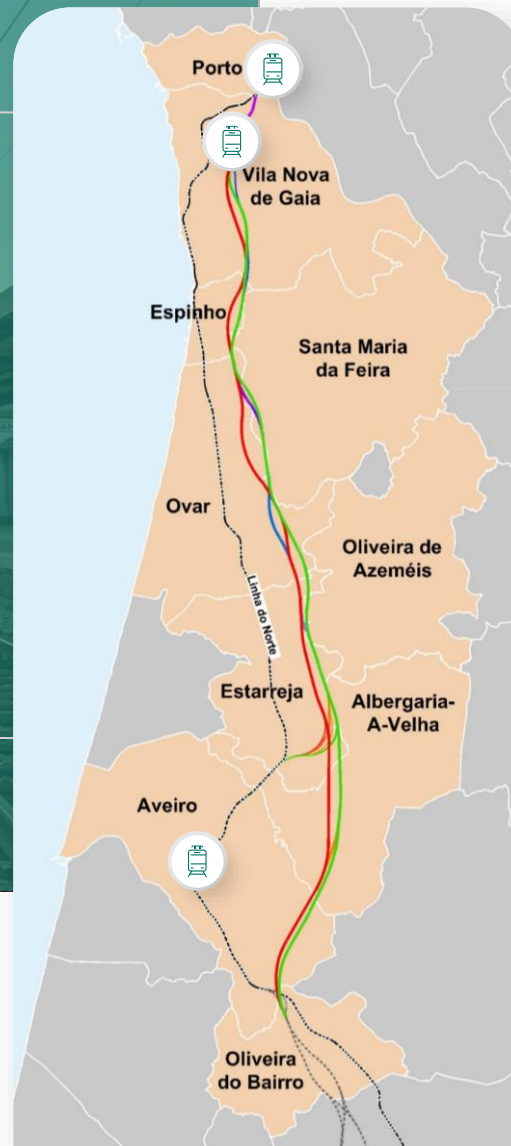 Porto
Vila Nova
de Gaia
Espinho
Santa Maria
da Feira
Ovar
Oliveira de
Azeméis
Linha do Norte
Estarreja
Albergaria-
A-Velha
Aveiro
Oliveira
do Bairro